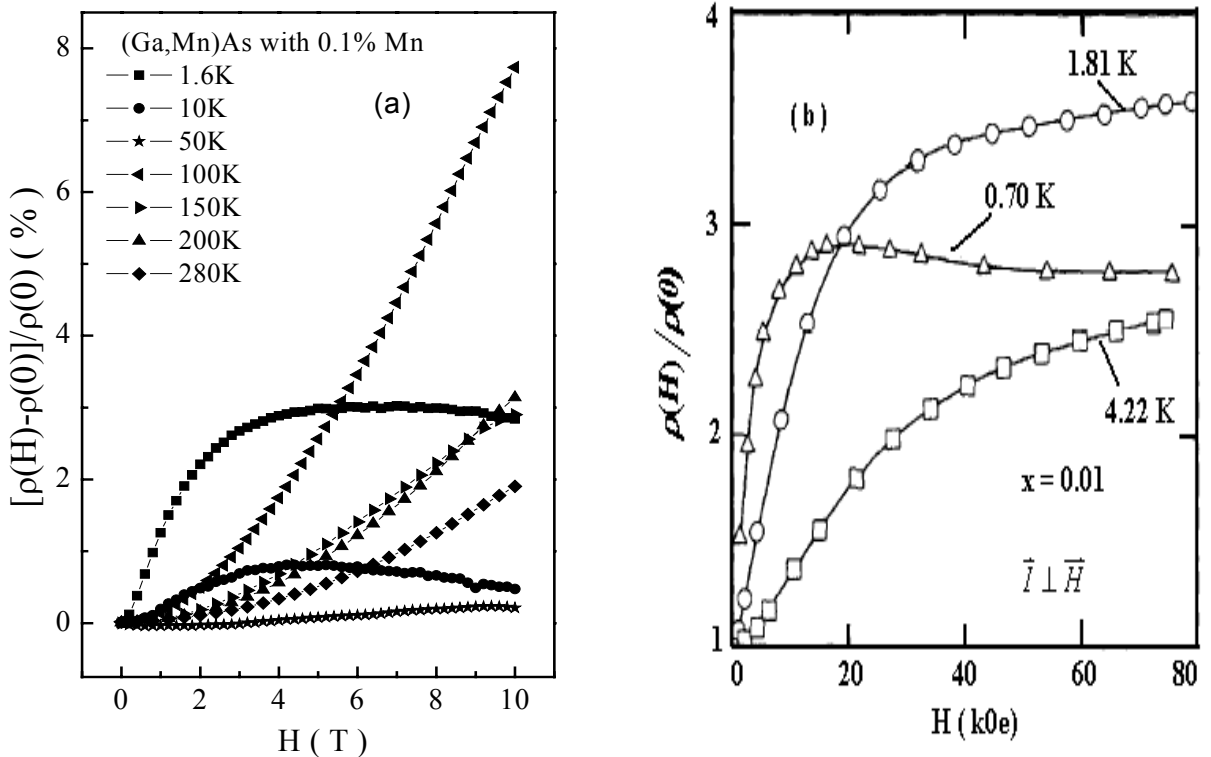 (Ga,Mn)As with 0.1% Mn
1.6K
10K
50K
100K
150K
200K
280K
(a)
[ρ(H)-ρ(0)]/ρ(0) ( % )
8
6
4
2
0
0 2 4 6 8 10
H ( T )
(b)
1.81 K
0.70 K
4.22 K
x = 0.01
I ⊥ H
ρ(H) / ρ(0)
4
3
2
1
0 20 40 60 80
H ( k0e )